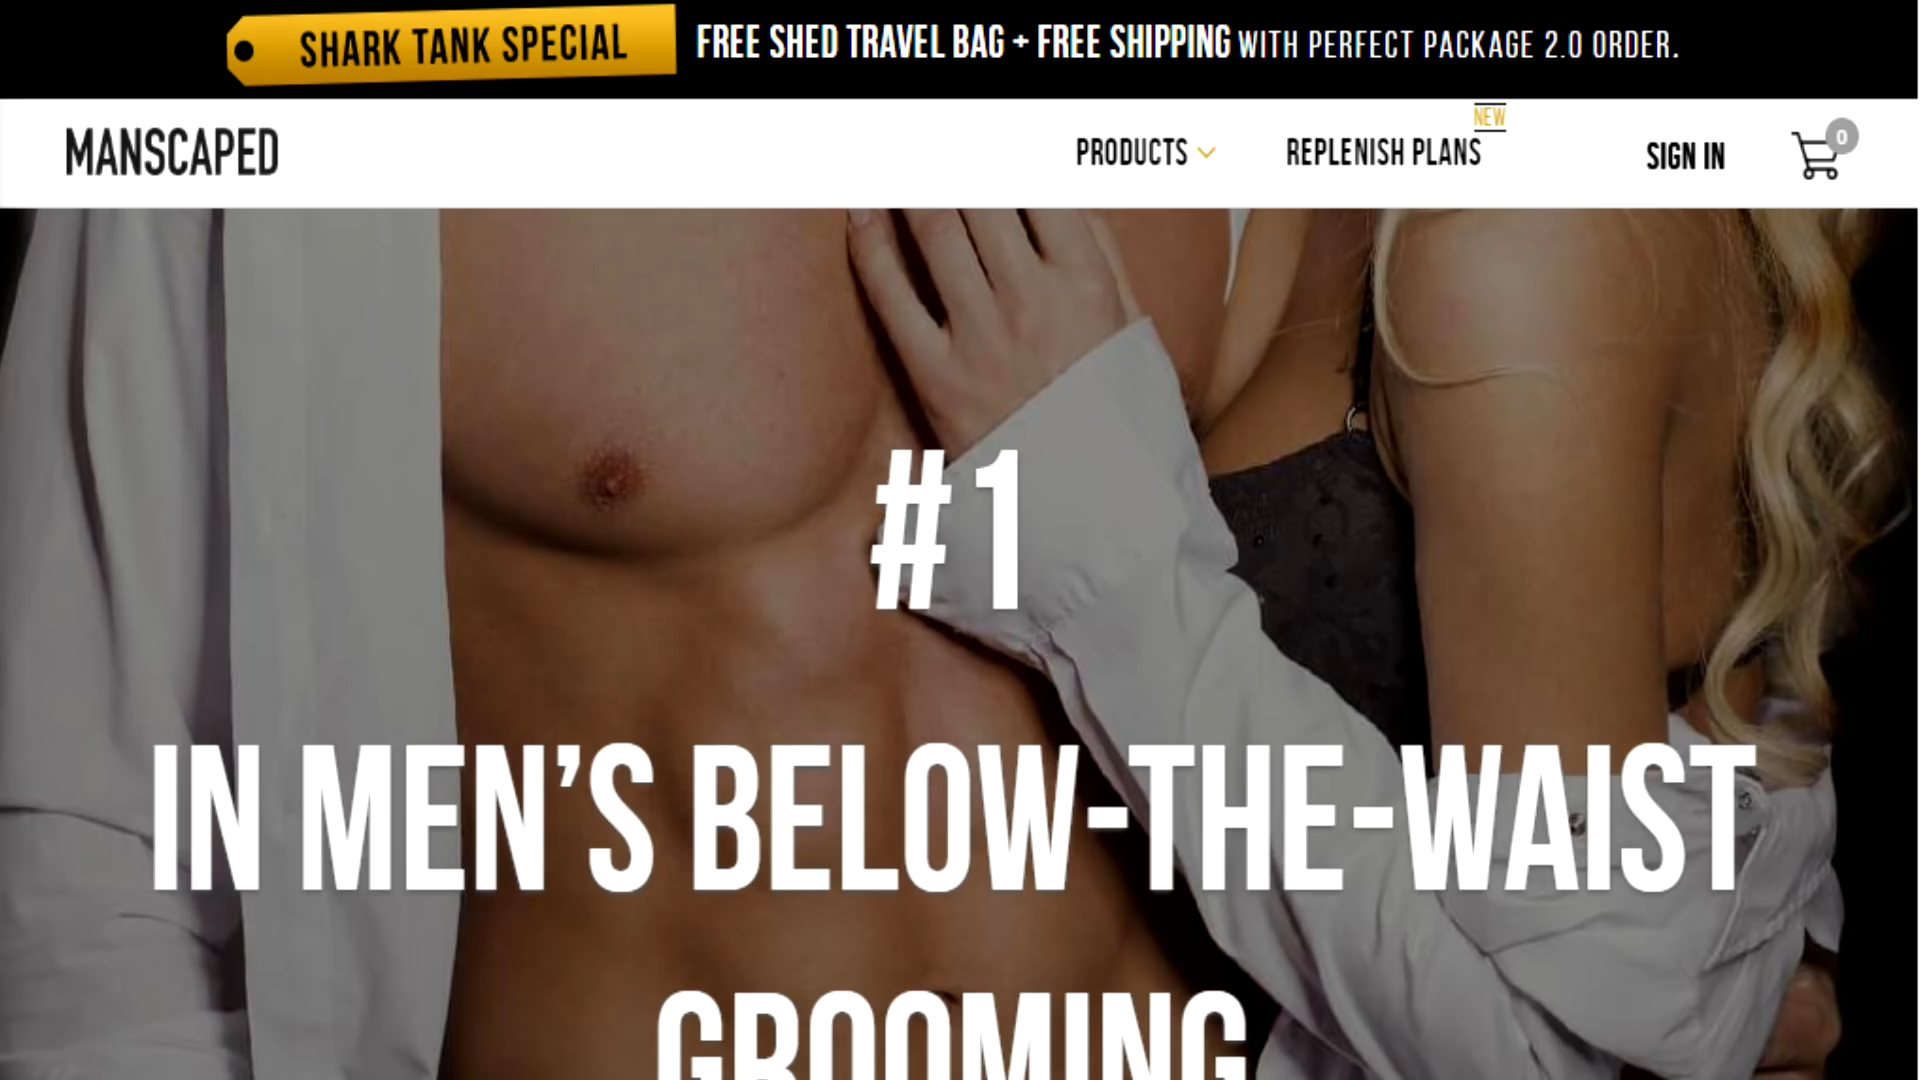 SHARK TANK SPECIAL FREE SHED TRAVEL BAG + FREE SHIPPING WITH PERFECT PACKAGE 2.0 ORDER.
NEW
MANSCAPED PRODUCTS REPLENISH PLANS SIGN IN 0
#1
IN MEN’S BELOW-THE-WAIST
GROOMING